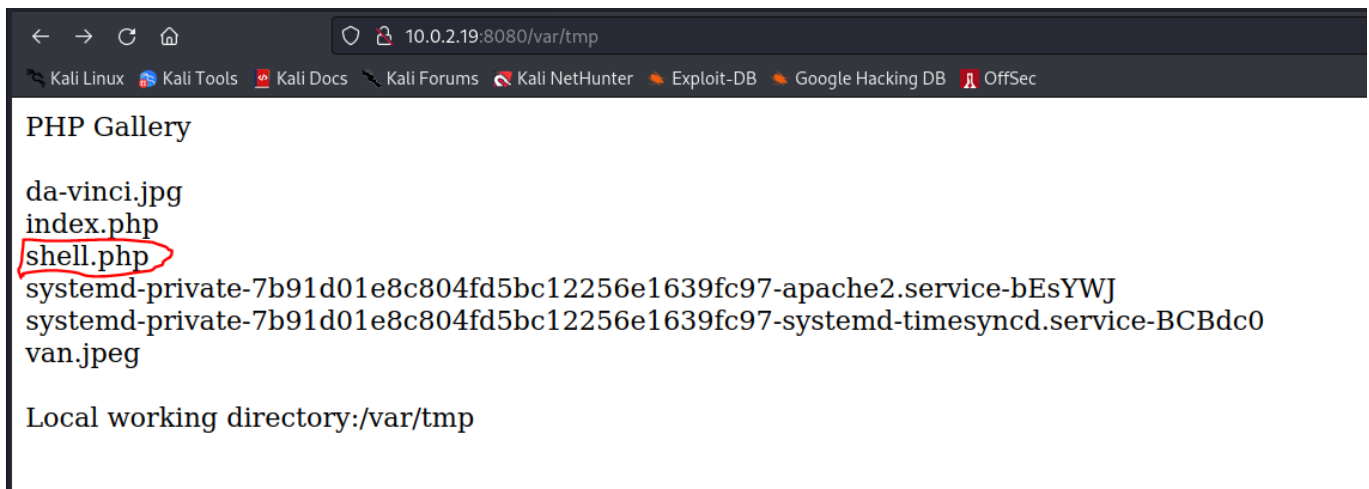 10.0.2.19:8080/var/tmp
Kali Linux Kali Tools Kali Docs Kali Forums Kali NetHunter Exploit-DB Google Hacking DB OffSec
PHP Gallery
da-vinci.jpg
index.php
shell.php
systemd-private-7b91d01e8c804fd5bc12256e1639fc97-apache2.service-bEsYWJ
systemd-private-7b91d01e8c804fd5bc12256e1639fc97-systemd-timesyncd.service-BCBdc0
van.jpeg
Local working directory:/var/tmp